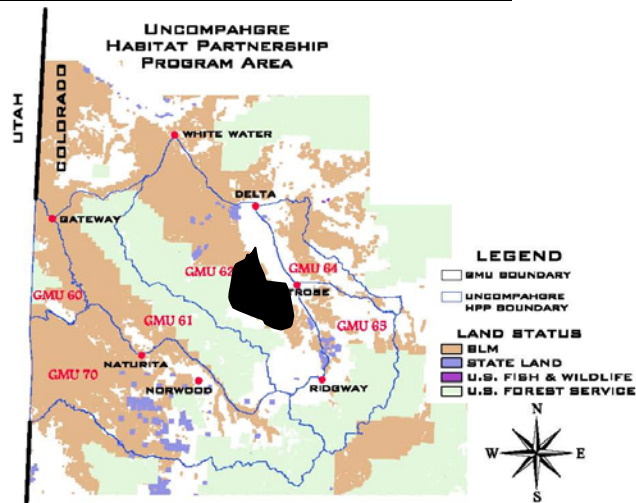 UNCOMPAHGRE
HABITAT PARTNERSHIP
PROGRAM AREA
UTAH
COLORADO
WHITE WATER
DELTA
GATEWAY
GMU 62
GMU 64
TROSE
GMU 60
GMU 61
GMU 65
NATURITA
GMU 70
NORWOOD
RIDGWAY
LEGEND
GMU BOUNDARY
UNCOMPAHGRE
HPP BOUNDARY
LAND STATUS
BLM
STATE LAND
U.S. FISH & WILDLIFE
U.S. FOREST SERVICE
N
W
E
S